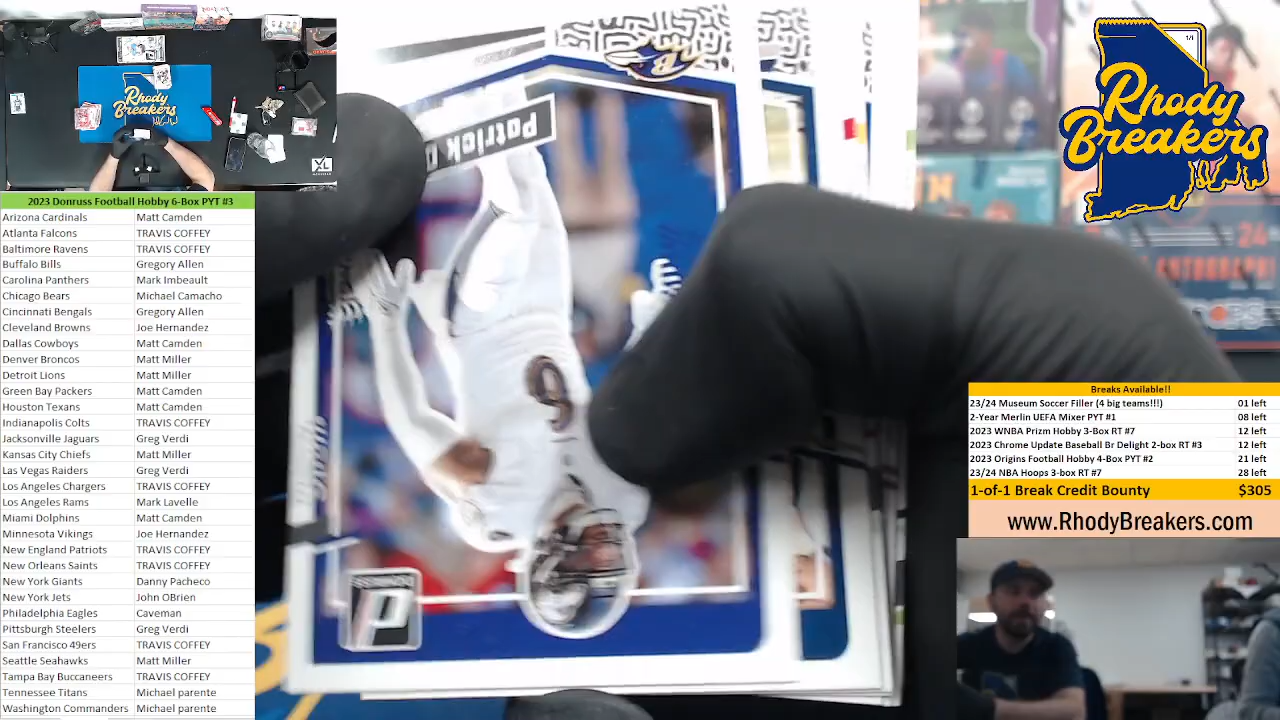 Rhody
Breakers
XL
2023 Donruss Football Hobby 6-Box PYT #3
Arizona Cardinals Matt Camden
Atlanta Falcons TRAVIS COFFEY
Baltimore Ravens TRAVIS COFFEY
Buffalo Bills Gregory Allen
Carolina Panthers Mark Imbeault
Chicago Bears Michael Camacho
Cincinnati Bengals Gregory Allen
Cleveland Browns Joe Hernandez
Dallas Cowboys Matt Camden
Denver Broncos Matt Miller
Detroit Lions Matt Miller
Green Bay Packers Matt Camden
Houston Texans Matt Camden
Indianapolis Colts TRAVIS COFFEY
Jacksonville Jaguars Greg Verdi
Kansas City Chiefs Matt Miller
Las Vegas Raiders Greg Verdi
Los Angeles Chargers TRAVIS COFFEY
Los Angeles Rams Mark Lavelle
Miami Dolphins Matt Camden
Minnesota Vikings Joe Hernandez
New England Patriots TRAVIS COFFEY
New Orleans Saints TRAVIS COFFEY
New York Giants Danny Pacheco
New York Jets John OBrien
Philadelphia Eagles Caveman
Pittsburgh Steelers Greg Verdi
San Francisco 49ers TRAVIS COFFEY
Seattle Seahawks Matt Miller
Tampa Bay Buccaneers TRAVIS COFFEY
Tennessee Titans Michael parente
Washington Commanders Michael parente
Patrick
B
6
P
24
1/1
Rhody
Breakers
Breaks Available!!
23/24 Museum Soccer Filler (4 big teams!!!) 01 left
2-Year Merlin UEFA Mixer PYT #1 08 left
2023 WNBA Prizm Hobby 3-Box RT #7 12 left
2023 Chrome Update Baseball Br Delight 2-box RT #3 12 left
2023 Origins Football Hobby 4-Box PYT #2 21 left
23/24 NBA Hoops 3-box RT #7 28 left
1-of-1 Break Credit Bounty $305
www.RhodyBreakers.com